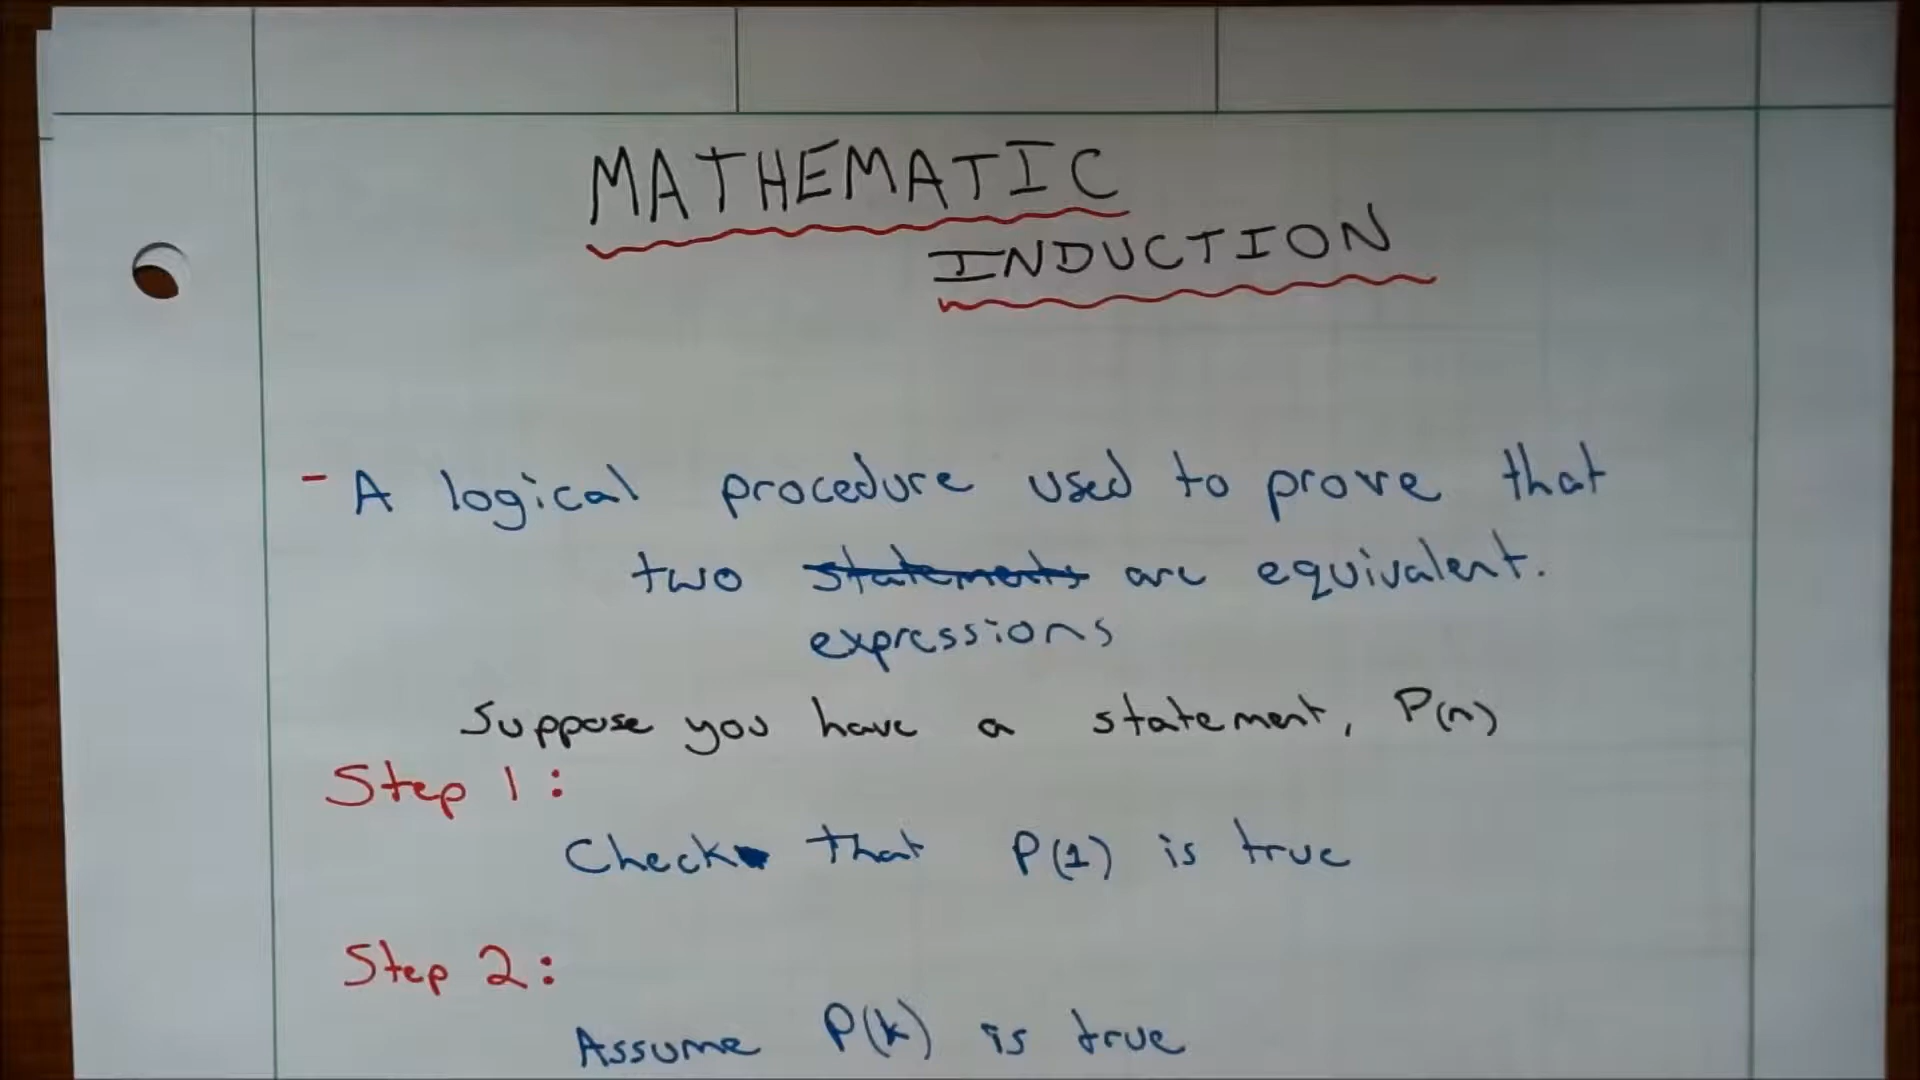 MATHEMATIC
INDUCTION
- A logical procedure used to prove that
two statements are equivalent.
expressions
Suppose you have a statement, P(n)
Step 1:
Check that P(1) is true
Step 2:
Assume P(k) is true